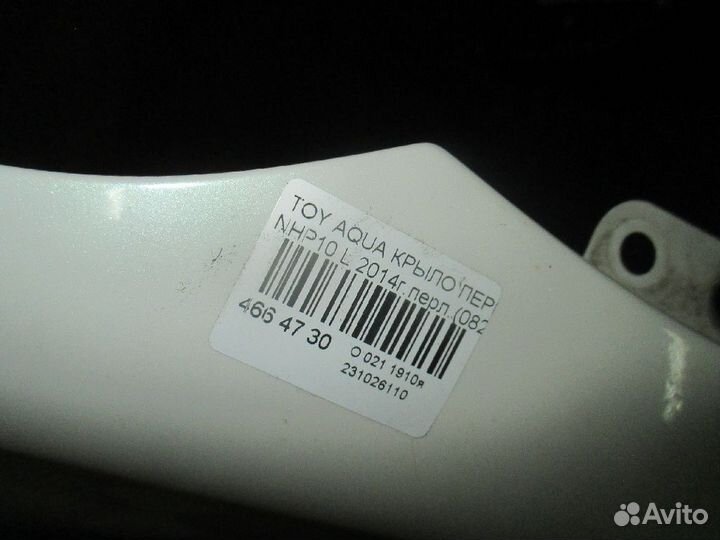 TOY AQUA КРЫЛО ПЕР
NHP10 L 2014г.перл.(082
466 47 30
О 021 1910я
231026110
Avito